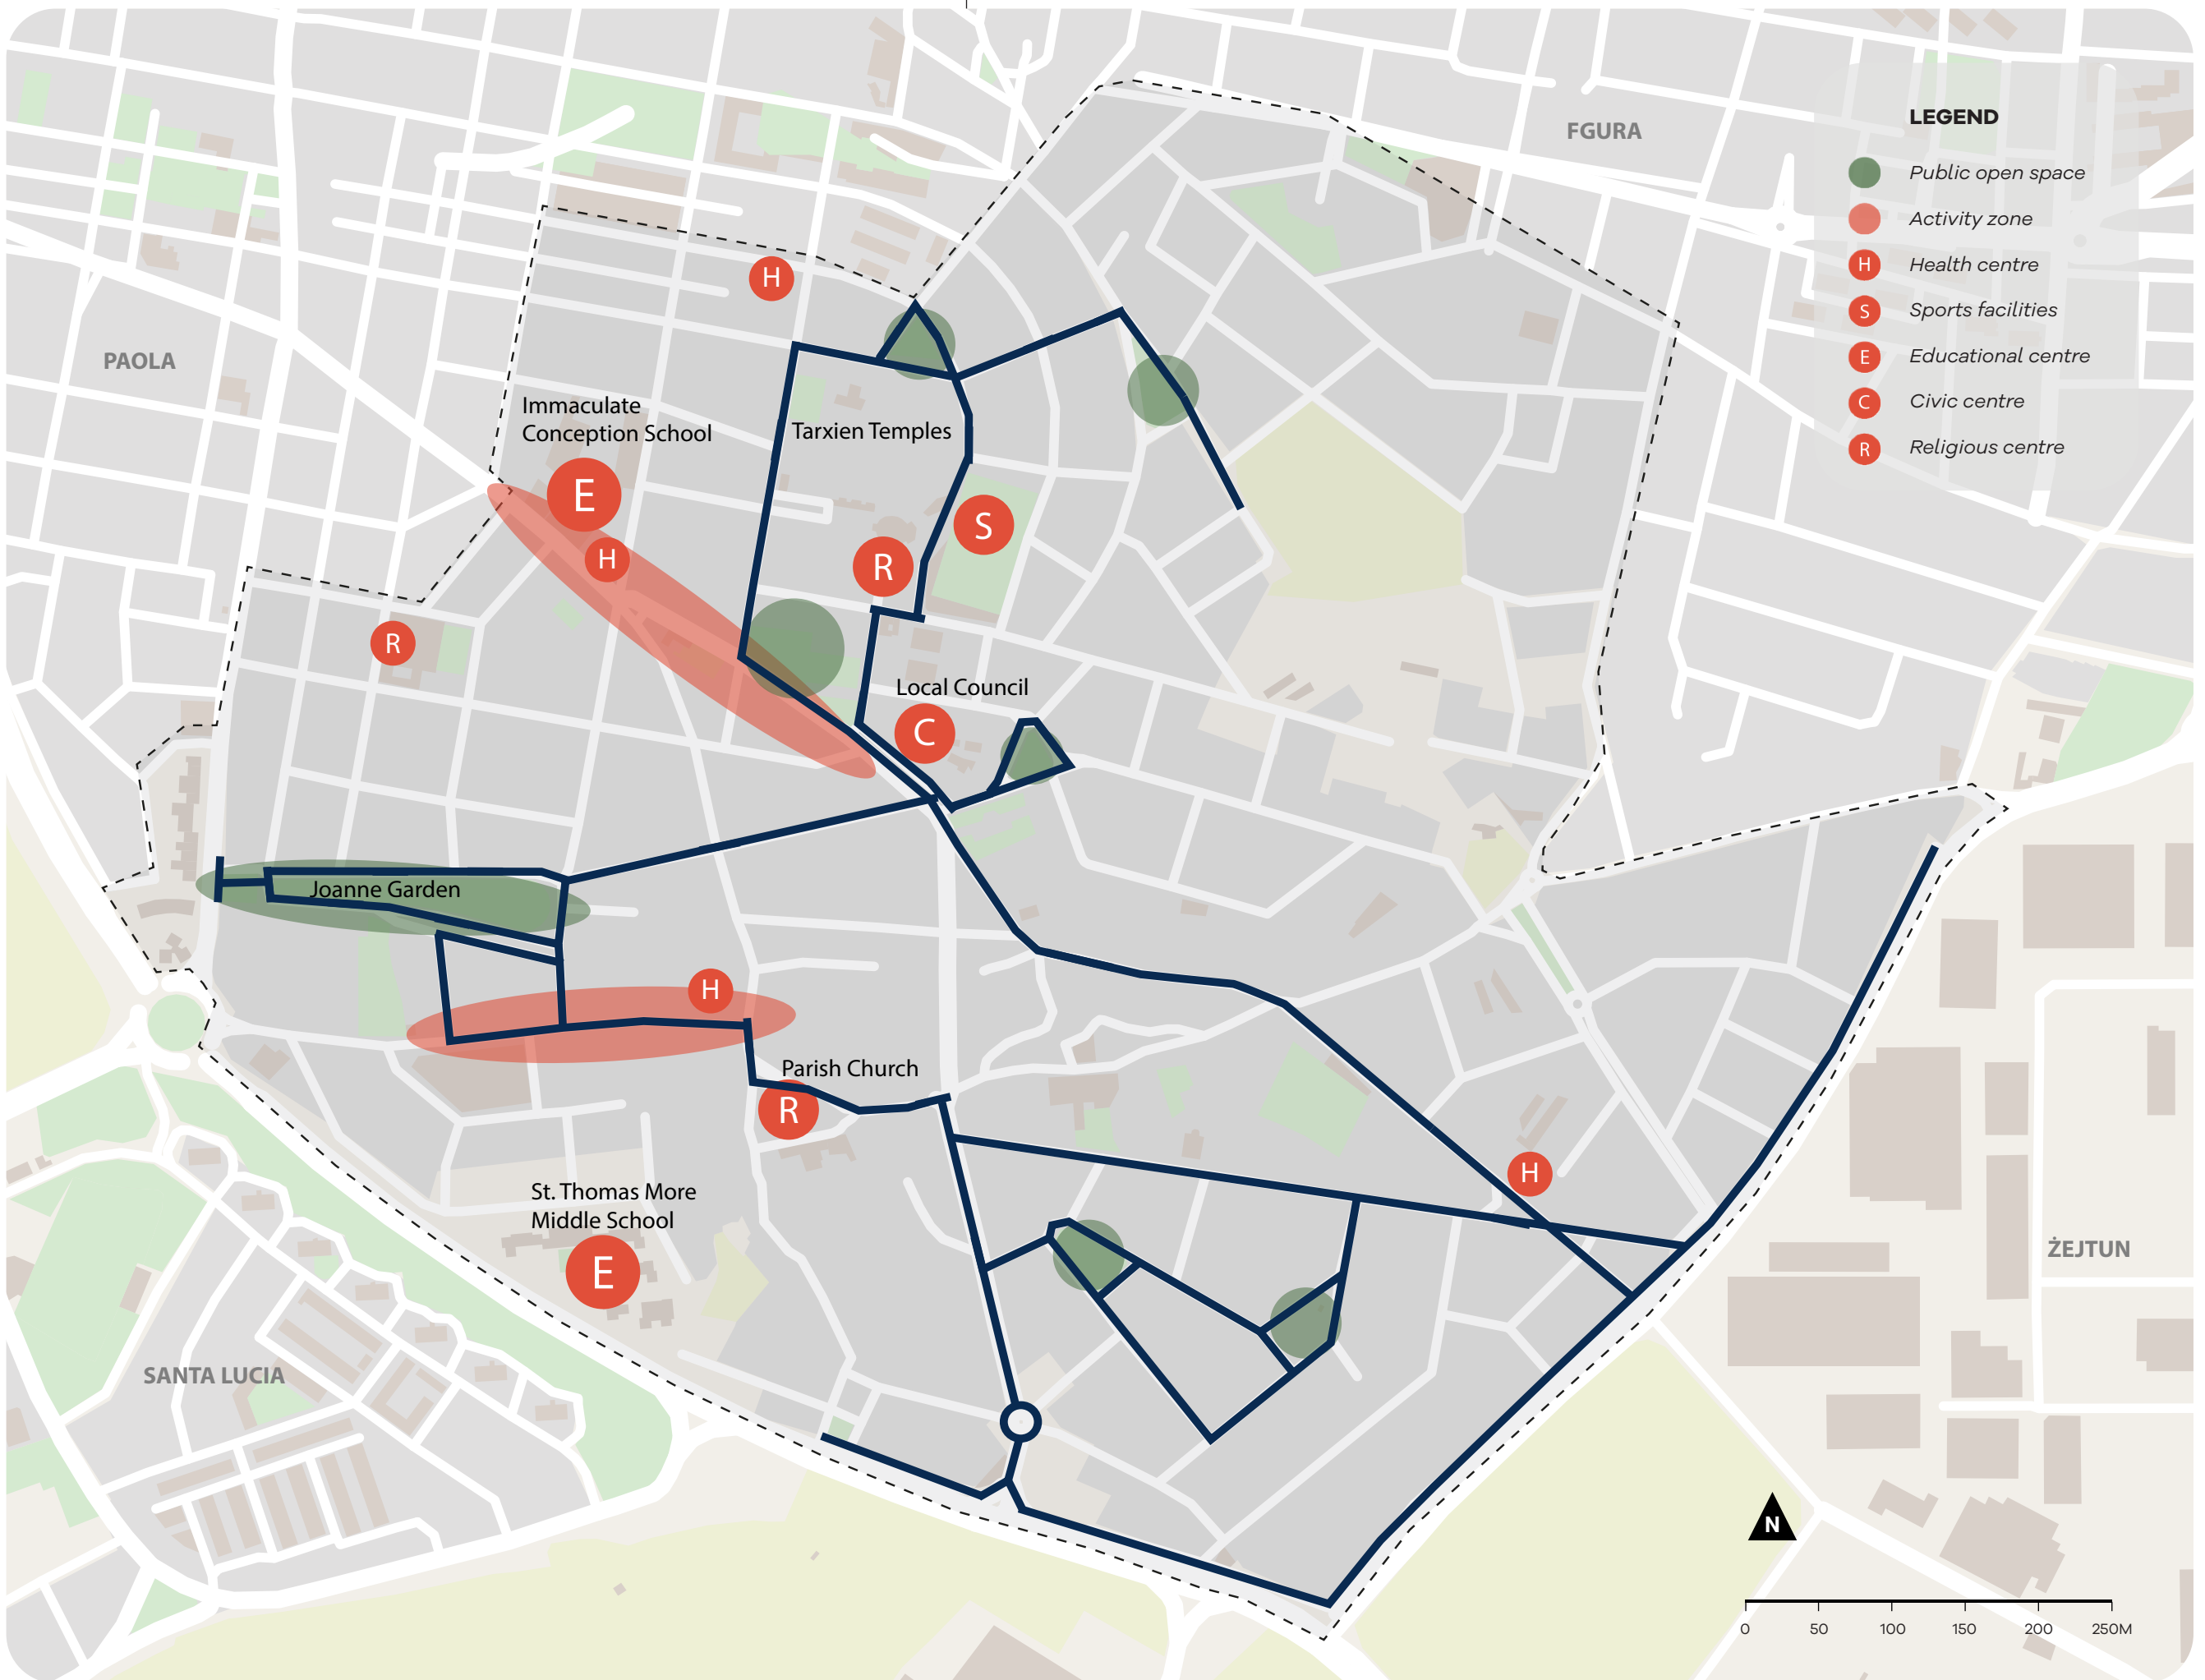 FGURA
LEGEND
Public open space
Activity zone
H Health centre
S Sports facilities
E Educational centre
C Civic centre
R Religious centre
H
PAOLA
Immaculate
Conception School
E
Tarxien Temples
S
H
R
R
Local Council
C
Joanne Garden
H
Parish Church
R
H
St. Thomas More
Middle School
E
ŻEJTUN
SANTA LUCIA
N
0 50 100 150 200 250M